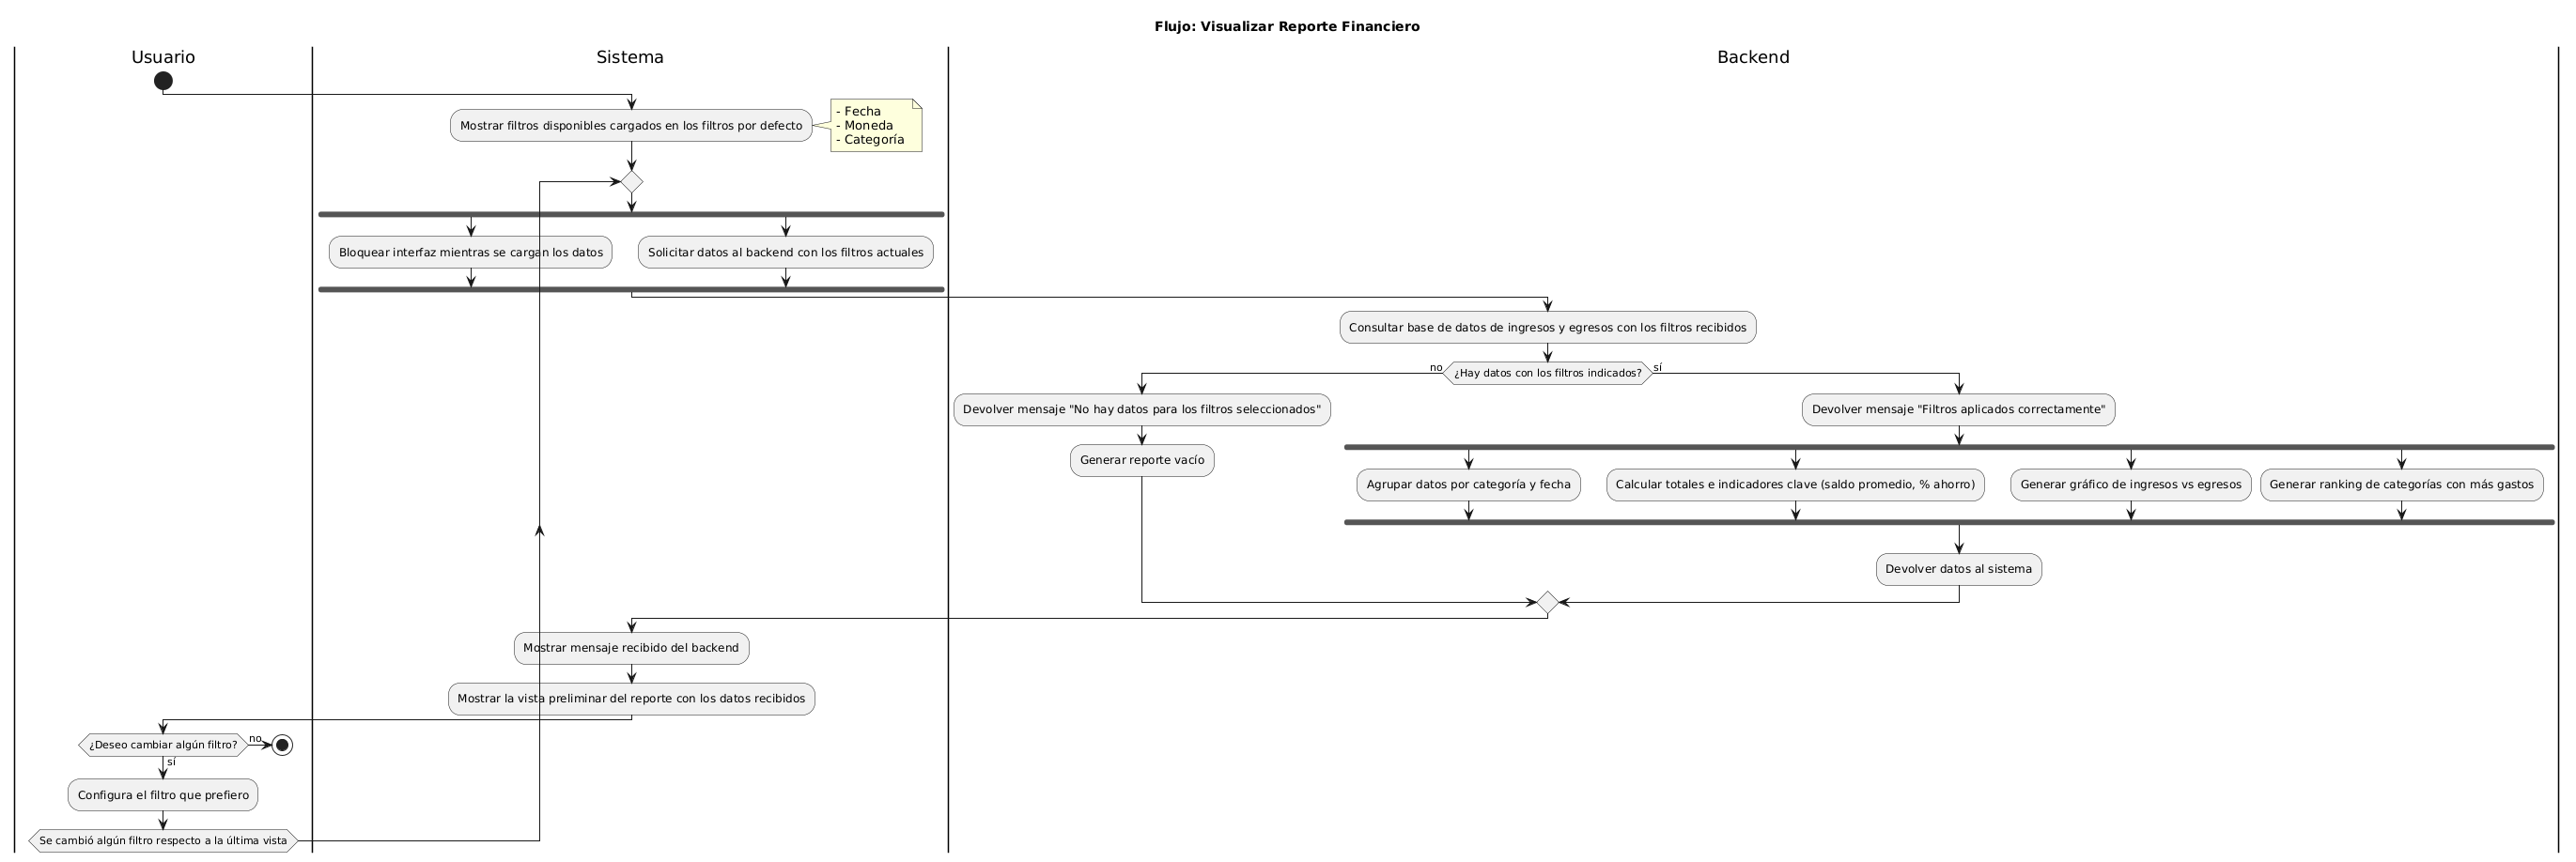 Flujo: Visualizar Reporte Financiero
Usuario
Sistema
Backend
Mostrar filtros disponibles cargados en los filtros por defecto
- Fecha
- Moneda
- Categoría
Bloquear interfaz mientras se cargan los datos
Solicitar datos al backend con los filtros actuales
Consultar base de datos de ingresos y egresos con los filtros recibidos
no
¿Hay datos con los filtros indicados?
sí
Devolver mensaje "No hay datos para los filtros seleccionados"
Devolver mensaje "Filtros aplicados correctamente"
Generar reporte vacío
Agrupar datos por categoría y fecha
Calcular totales e indicadores clave (saldo promedio, % ahorro)
Generar gráfico de ingresos vs egresos
Generar ranking de categorías con más gastos
Devolver datos al sistema
Mostrar mensaje recibido del backend
Mostrar la vista preliminar del reporte con los datos recibidos
¿Deseo cambiar algún filtro?
no
sí
Configura el filtro que prefiero
Se cambió algún filtro respecto a la última vista